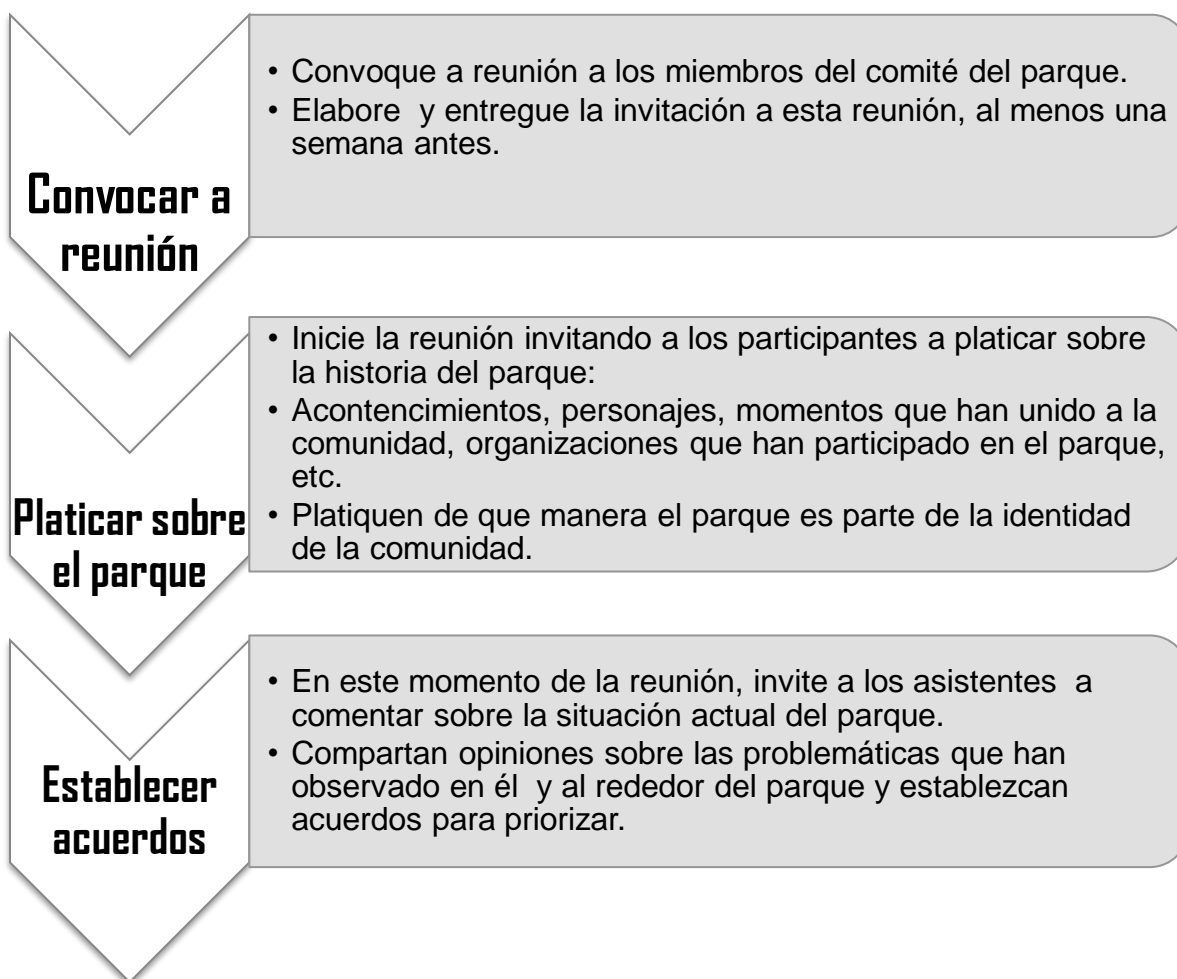 Convocar a
reunión
• Convoque a reunión a los miembros del comité del parque.
• Elabore  y entregue la invitación a esta reunión, al menos una
semana antes.
Platicar sobre
el parque
• Inicie la reunión invitando a los participantes a platicar sobre
la historia del parque:
• Acontencimientos, personajes, momentos que han unido a la
comunidad, organizaciones que han participado en el parque,
etc.
• Platiquen de que manera el parque es parte de la identidad
de la comunidad.
Establecer
acuerdos
• En este momento de la reunión, invite a los asistentes  a
comentar sobre la situación actual del parque.
• Compartan opiniones sobre las problemáticas que han
observado en él  y al rededor del parque y establezcan
acuerdos para priorizar.